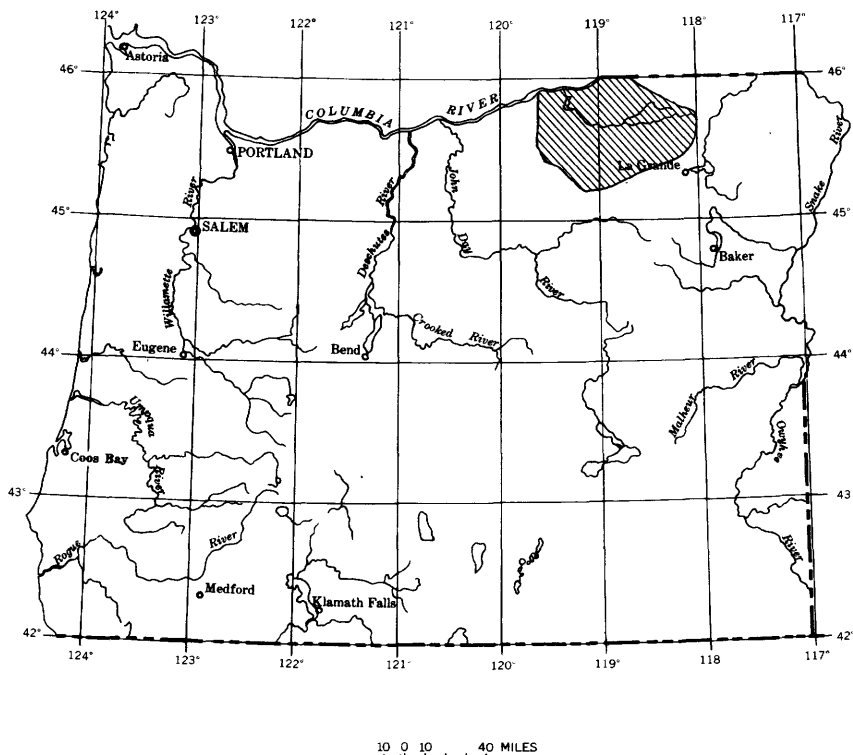 124° 123° 122° 121° 120° 119° 118° 117°
46° 46°
Astoria
COLUMBIA RIVER
PORTLAND
La Grande
River
John Day River
River
Snake River
45° 45°
SALEM
Deschutes River
Baker
Willamette River
Crooked River
Eugene
Bend
44° 44°
Malheur River
Umpqua River
Owyhee River
Coos Bay
43° 43
Rogue River
Medford
Klamath Falls
42° 42°
124° 123° 122° 121° 120° 119° 118° 117°
10 0 10 40 MILES